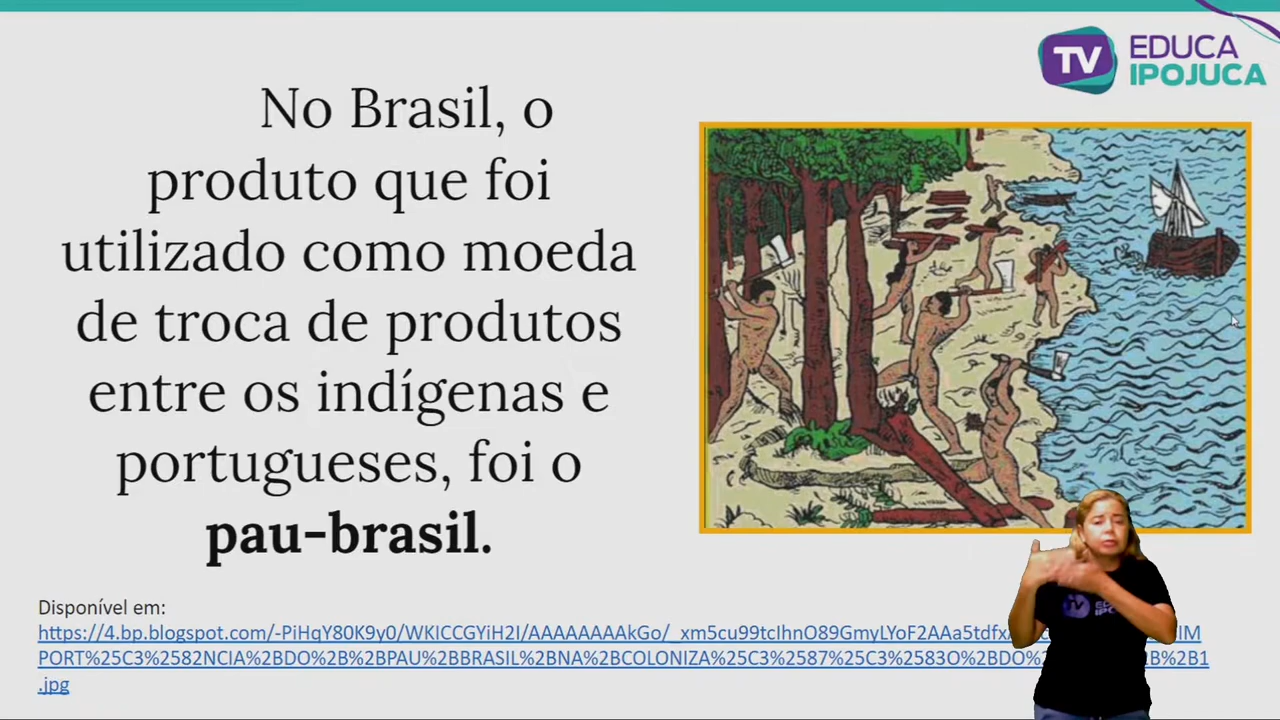 TV EDUCA
IPOJUCA
No Brasil, o
produto que foi
utilizado como moeda
de troca de produtos
entre os indígenas e
portugueses, foi o
pau-brasil.
Disponível em:
https://4.bp.blogspot.com/-PiHqY80K9y0/WKICCGYiH2I/AAAAAAAAkGo/_xm5cu99tcIhnO89GmyLYoF2AAa5tdfx
PORT%25C3%2582NCIA%2BDO%2B%2BPAU%2BBRASIL%2BNA%2BCOLONIZA%25C3%2587%25C3%2583O%2BDO%2
.jpg